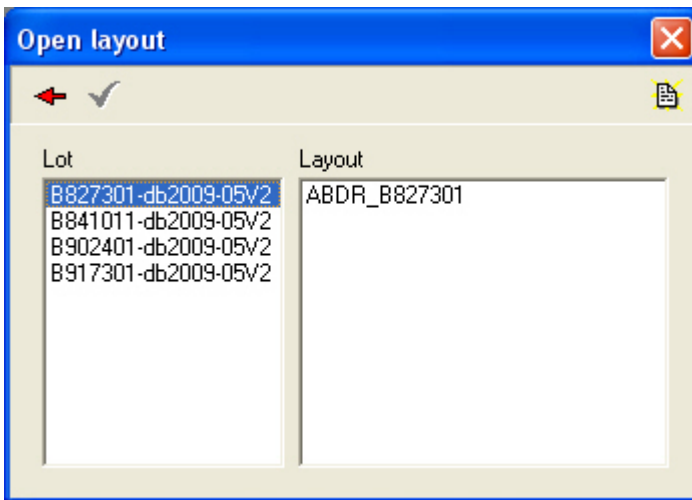 Open layout
Lot
Layout
B827301-db2009-05V2
B841011-db2009-05V2
B902401-db2009-05V2
B917301-db2009-05V2
ABDR_B827301